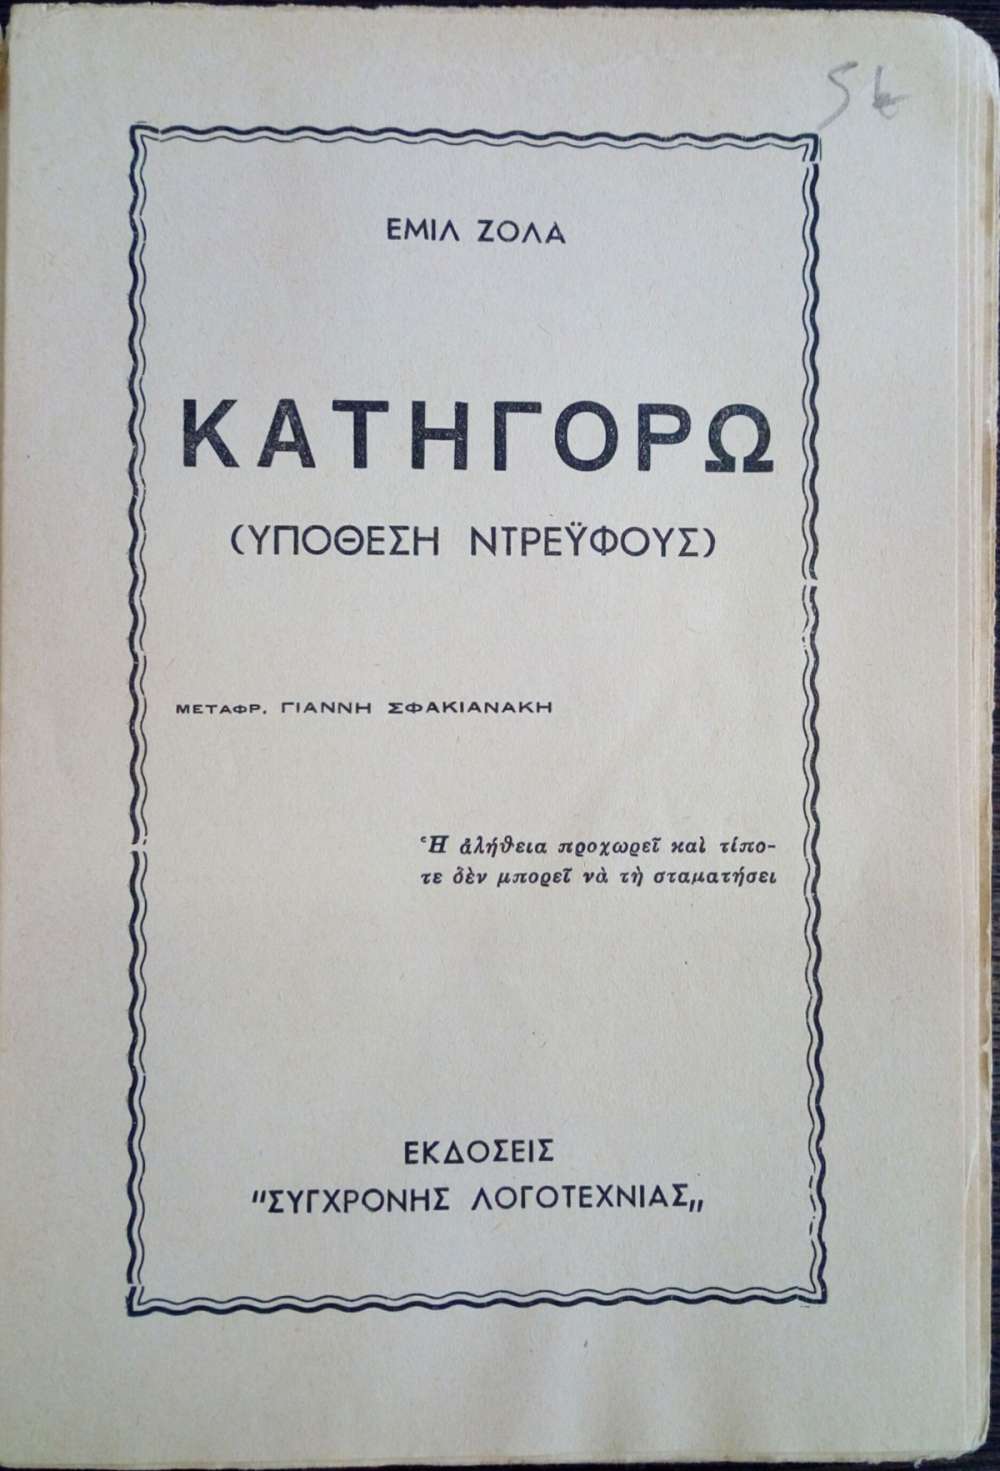 ΕΜΙΛ ΖΟΛΑ
ΚΑΤΗΓΟΡΩ
(ΥΠΟΘΕΣΗ ΝΤΡΕΫΦΟΥΣ)
ΜΕΤΑΦΡ. ΓΙΑΝΝΗ ΣΦΑΚΙΑΝΑΚΗ
Ἡ ἀλήθεια προχωρεῖ καὶ τίπο-
τε δὲν μπορεῖ νὰ τὴ σταματήσει
ΕΚΔΟΣΕΙΣ
"ΣΥΓΧΡΟΝΗΣ ΛΟΓΟΤΕΧΝΙΑΣ„